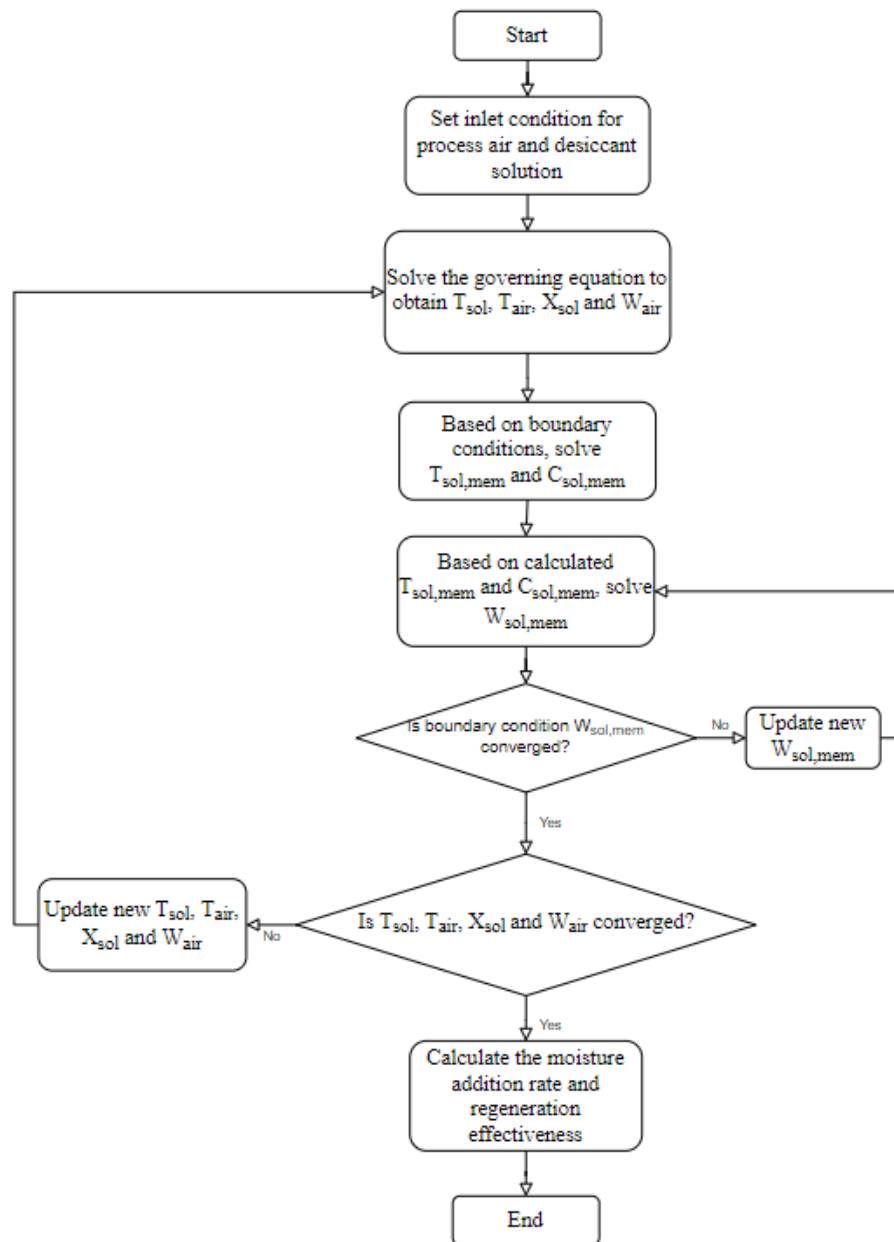 Start
Set inlet condition for
process air and desiccant
solution
Solve the governing equation to
obtain Tsol, Tair, Xsol and Wair
Based on boundary
conditions, solve
Tsol,mem and Csol,mem
Based on calculated
Tsol,mem and Csol,mem, solve
Wsol,mem
Is boundary condition Wsol,mem
converged?
No
Update new
Wsol,mem
Yes
Is Tsol, Tair, Xsol and Wair converged?
No
Update new Tsol, Tair,
Xsol and Wair
Yes
Calculate the moisture
addition rate and
regeneration
effectiveness
End